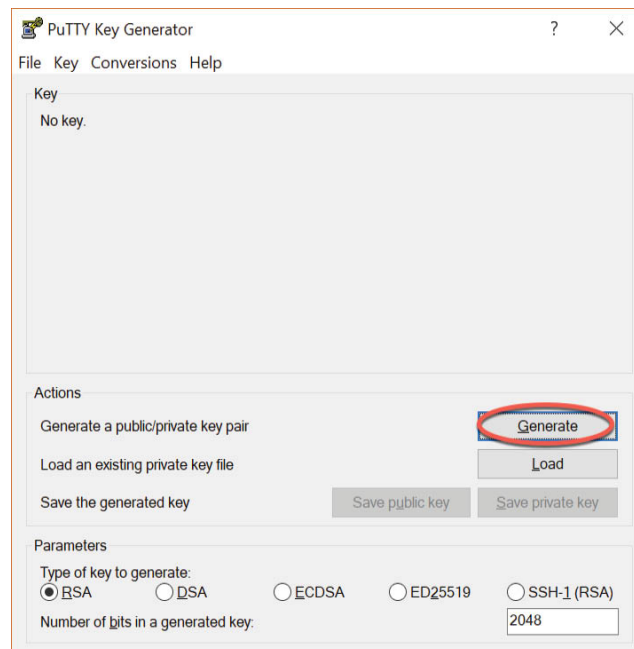 PuTTY Key Generator ?
File Key Conversions Help
Key
No key.
Actions
Generate a public/private key pair Generate
Load an existing private key file Load
Save the generated key Save public key Save private key
Parameters
Type of key to generate:
RSA DSA ECDSA ED25519 SSH-1 (RSA)
Number of bits in a generated key: 2048